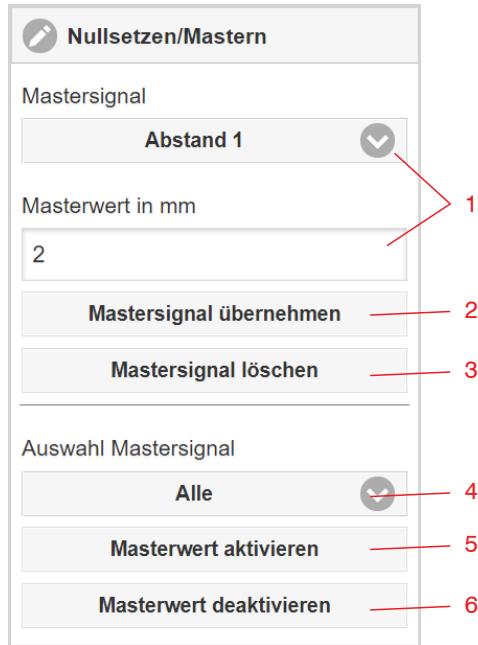 Nullsetzen/Mastern
Mastersignal
Abstand 1
1
Masterwert in mm
2
Mastersignal übernehmen
2
Mastersignal löschen
3
Auswahl Mastersignal
Alle
4
Masterwert aktivieren
5
Masterwert deaktivieren
6